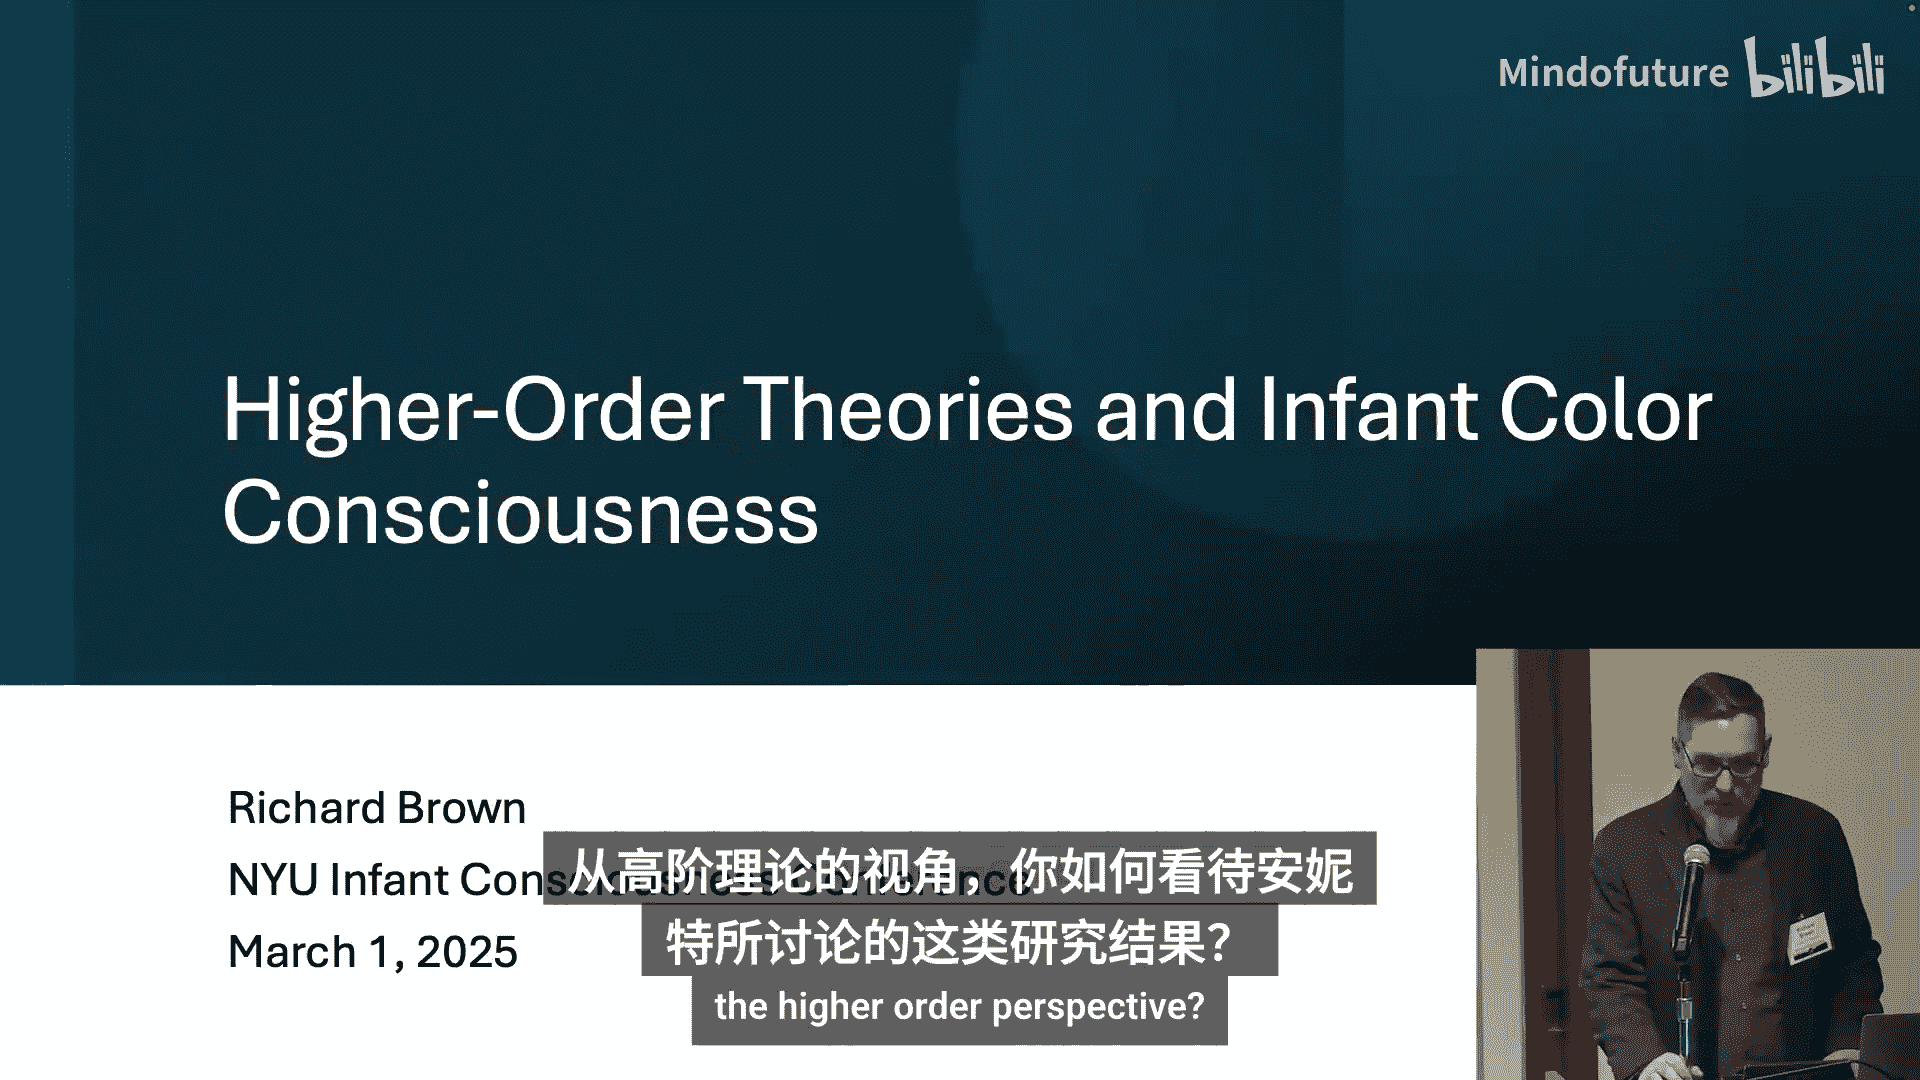 Mindofuture bilibili
Higher-Order Theories and Infant Color
Consciousness
Richard Brown
NYU Infant Consciousness Conference
March 1, 2025
从高阶理论的视角，你如何看待安妮
特所讨论的这类研究结果？
the higher order perspective?